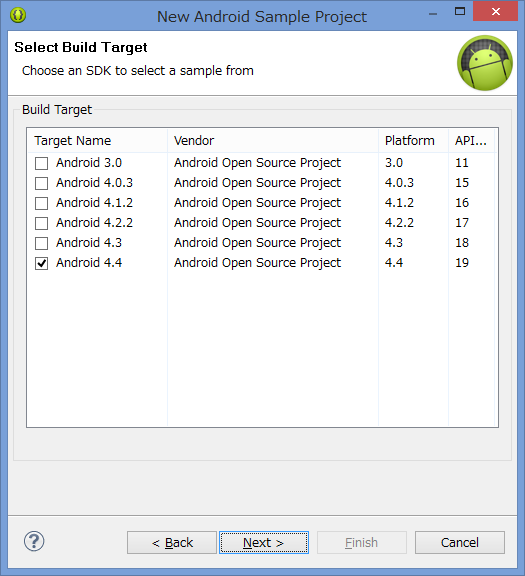 New Android Sample Project
Select Build Target
Choose an SDK to select a sample from
Build Target
Target Name Vendor Platform API...
Android 3.0 Android Open Source Project 3.0 11
Android 4.0.3 Android Open Source Project 4.0.3 15
Android 4.1.2 Android Open Source Project 4.1.2 16
Android 4.2.2 Android Open Source Project 4.2.2 17
Android 4.3 Android Open Source Project 4.3 18
Android 4.4 Android Open Source Project 4.4 19
? < Back Next > Finish Cancel